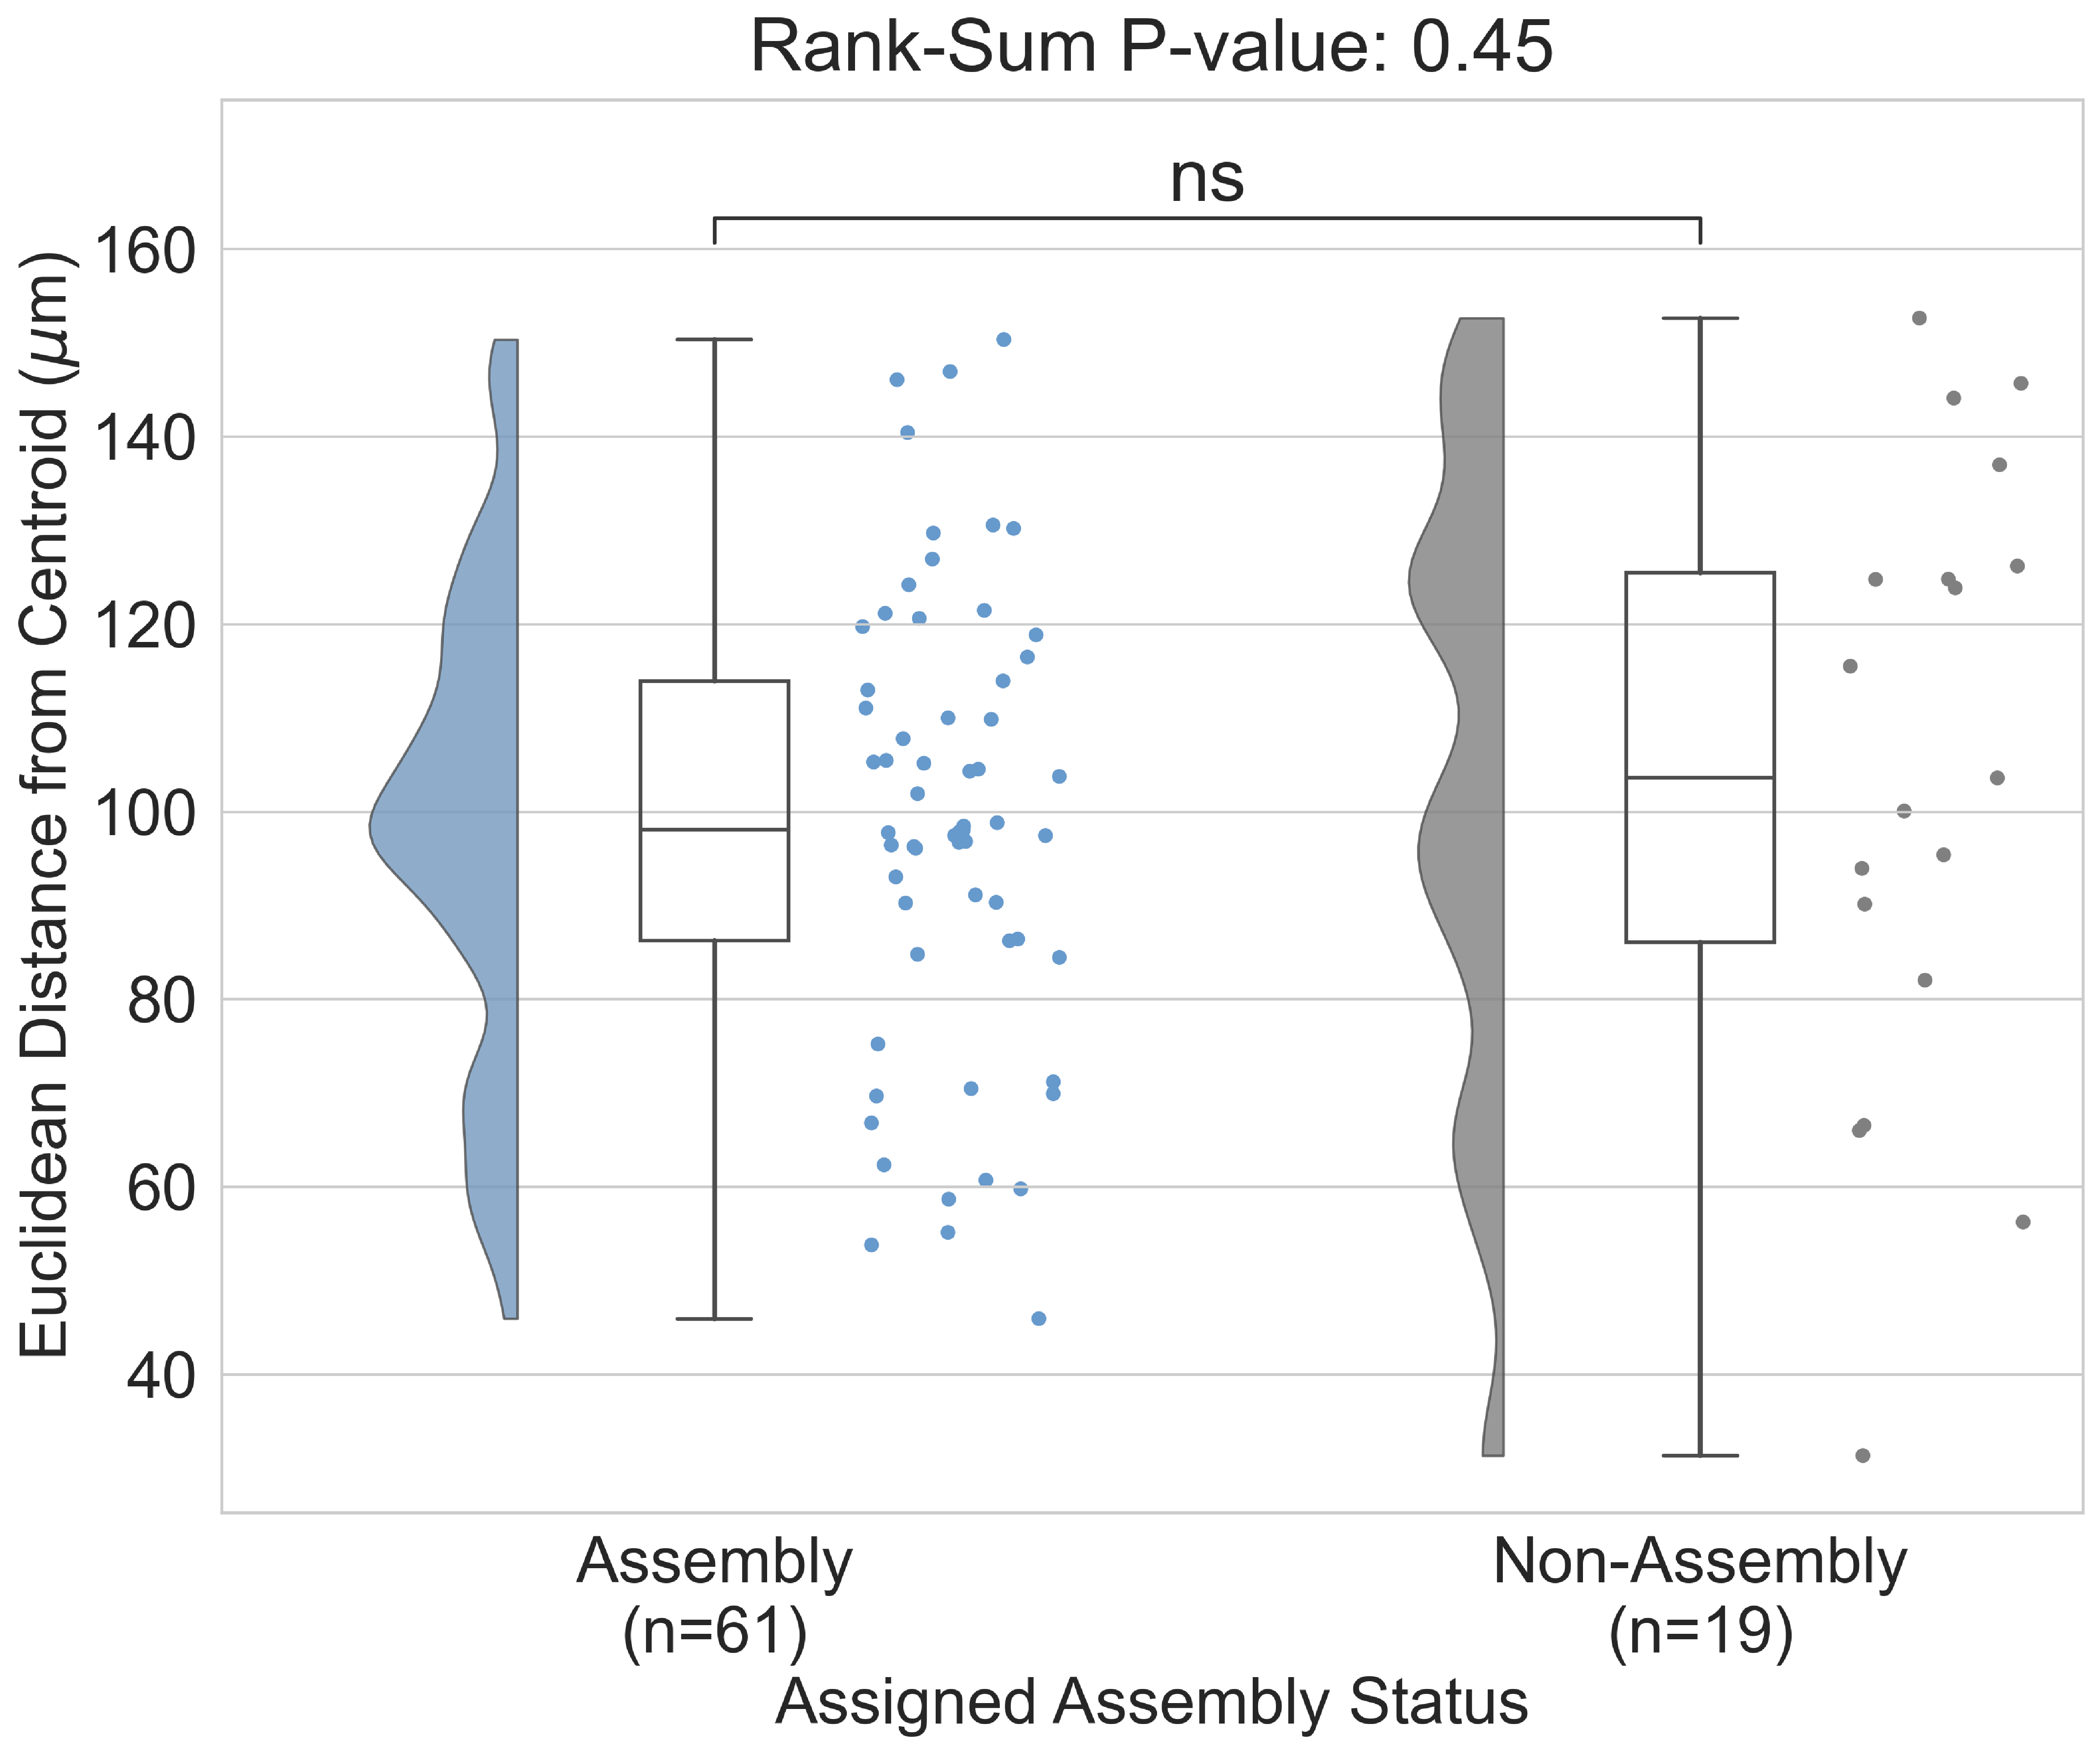 Rank-Sum P-value: 0.45
ns
Euclidean Distance from Centroid (μm)
160
140
120
100
80
60
40
Assembly
(n=61)
Non-Assembly
(n=19)
Assigned Assembly Status